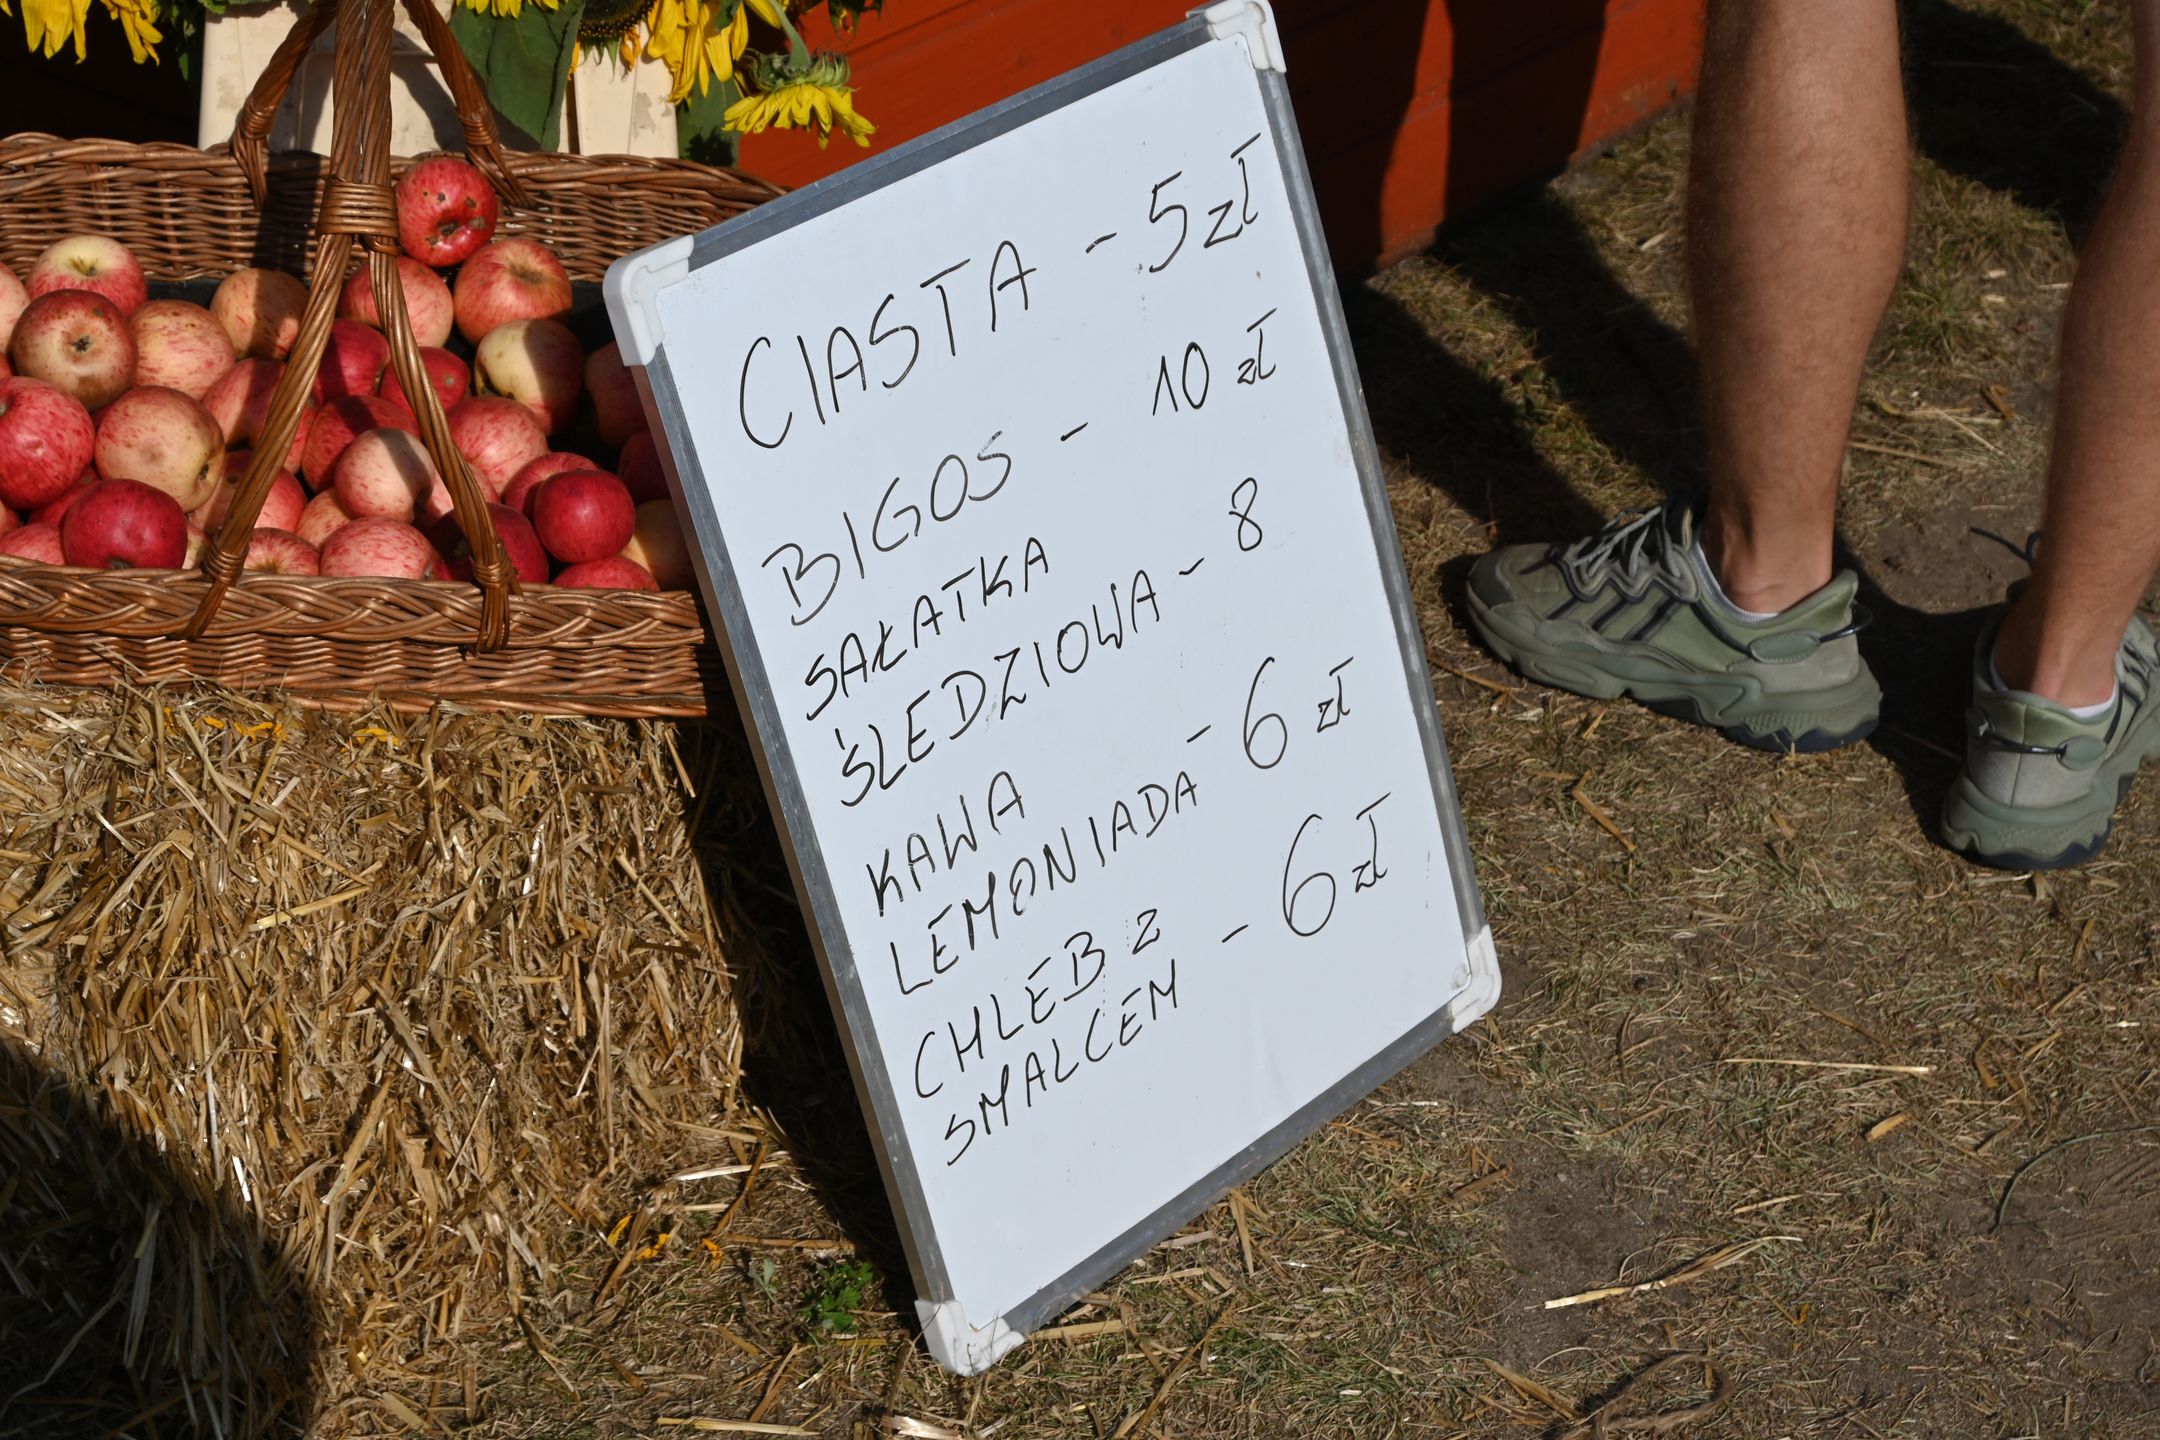 CIASTA - 5 zł
BIGOS - 10 zł
SAŁATKA
ŚLEDZIOWA - 8
KAWA
LEMONIADA - 6 zł
CHLEB Z
SMALCEM - 6 zł